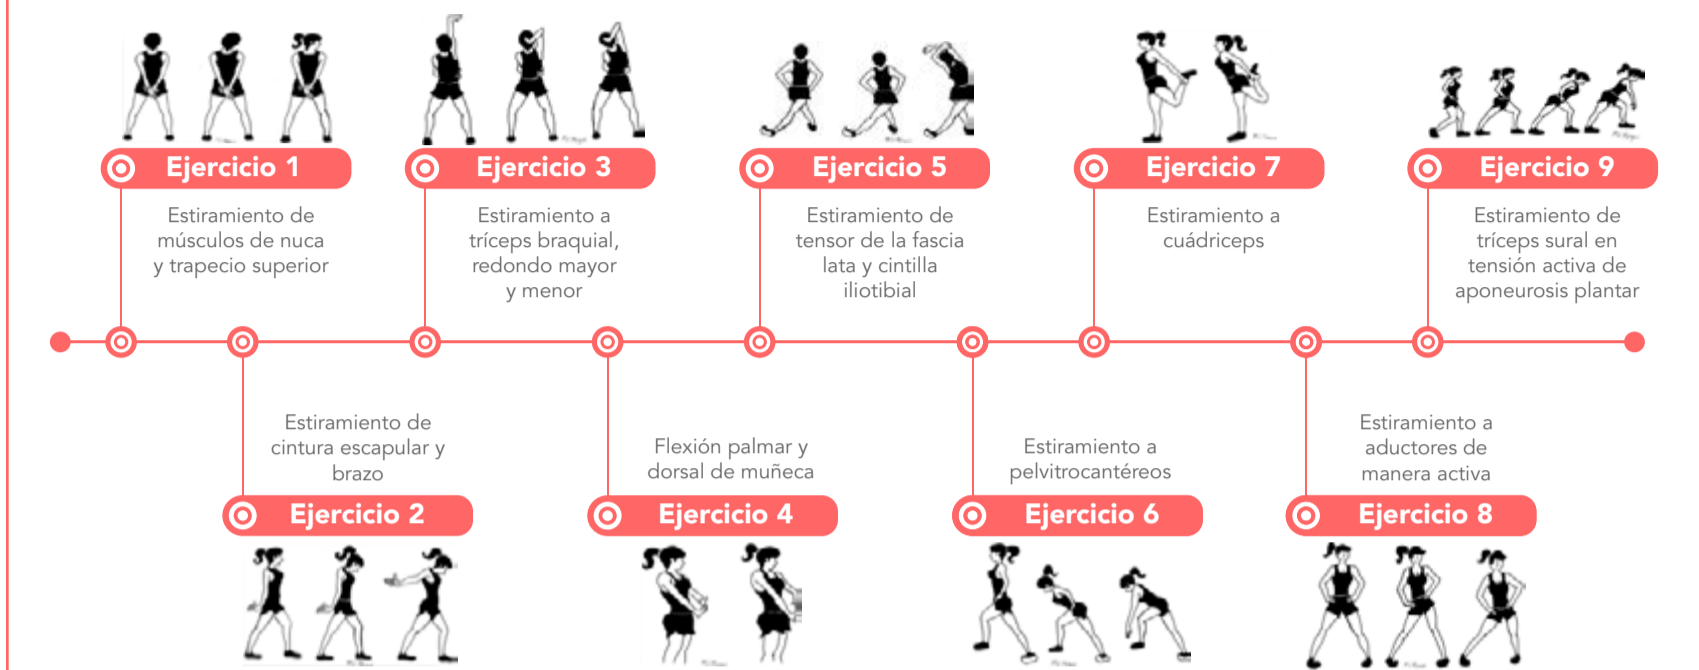 Ejercicio 1
Estiramiento de
músculos de nuca
y trapecio superior
Estiramiento de
cintura escapular y
brazo
Ejercicio 2
Ejercicio 3
Estiramiento a
tríceps braquial,
redondo mayor
y menor
Flexión palmar y
dorsal de muñeca
Ejercicio 4
Ejercicio 5
Estiramiento de
tensor de la fascia
lata y cintilla
iliotibial
Estiramiento a
pelvitrocantéreos
Ejercicio 6
Ejercicio 7
Estiramiento a
cuádriceps
Estiramiento a
aductores de
manera activa
Ejercicio 8
Ejercicio 9
Estiramiento de
tríceps sural en
tensión activa de
aponeurosis plantar